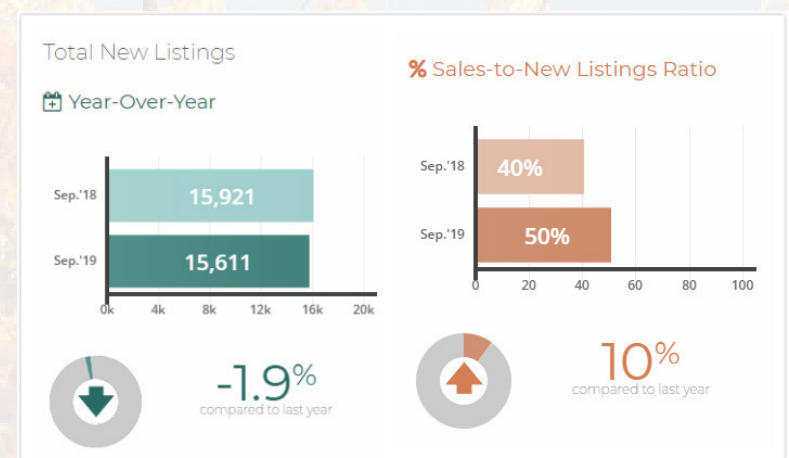 Total New Listings
Year-Over-Year
Sep.'18
15,921
Sep.'19
15,611
0k 4k 8k 12k 16k 20k
-1.9%
compared to last year
% Sales-to-New Listings Ratio
Sep.'18
40%
Sep.'19
50%
0 20 40 60 80 100
10%
compared to last year